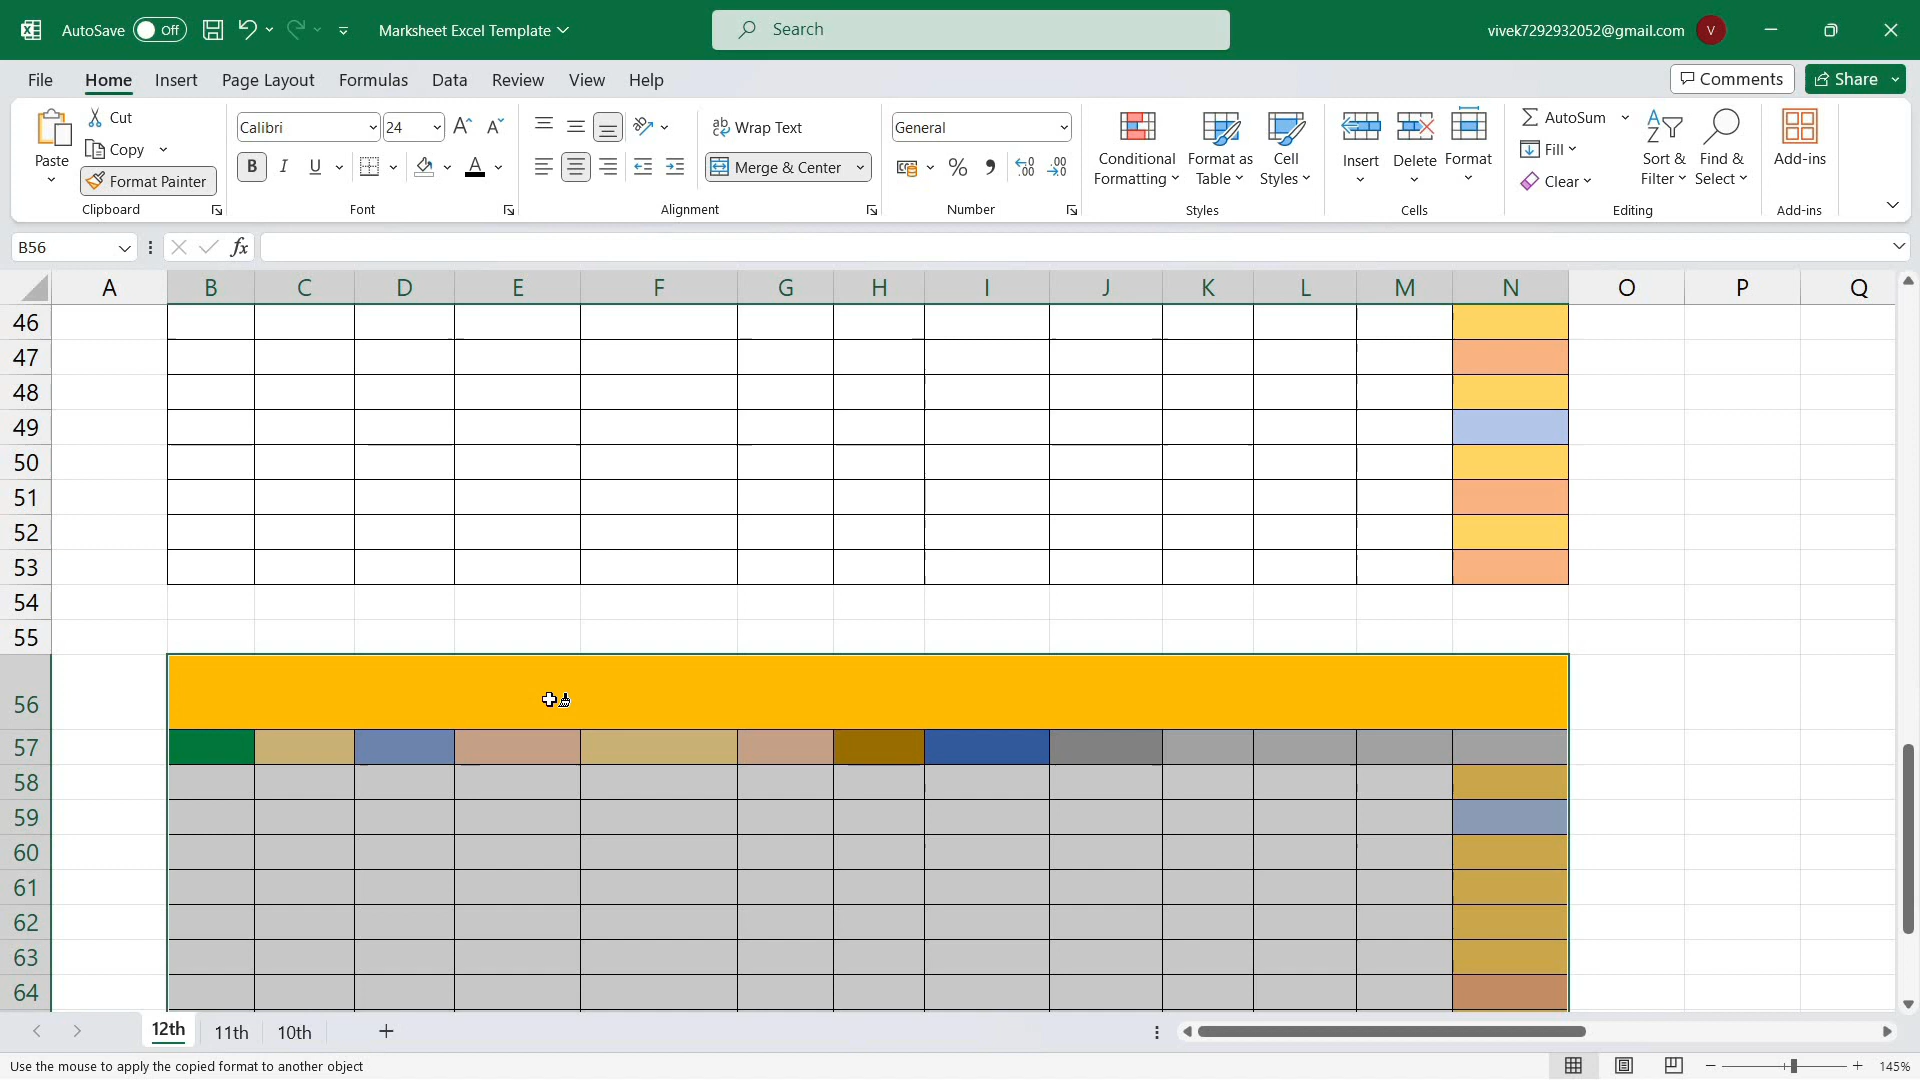 AutoSave Off Marksheet Excel Template Search vivek7292932052@gmail.com V
File Home Insert Page Layout Formulas Data Review View Help Comments Share
Paste Cut Copy Format Painter Clipboard
Calibri 24 A A B I U A Font
ab Wrap Text Merge & Center Alignment
General % , .00 Number
Conditional Formatting Format as Table Cell Styles Styles
Insert Delete Format Cells
AutoSum Fill Clear Sort & Filter Find & Select Editing
Add-ins Add-ins
B56 fx
A B C D E F G H I J K L M N O P Q
46
47
48
49
50
51
52
53
54
55
56
57
58
59
60
61
62
63
64
12th 11th 10th
Use the mouse to apply the copied format to another object 145%